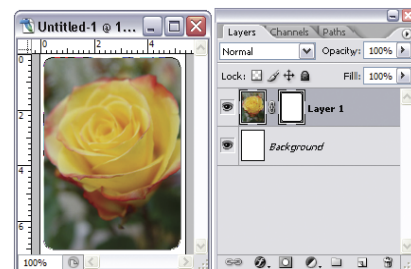 Untitled-1 @ 1...
0 2 4
0
2
4
6
100%
Layers Channels Paths
Normal Opacity: 100%
Lock: Fill: 100%
Layer 1
Background